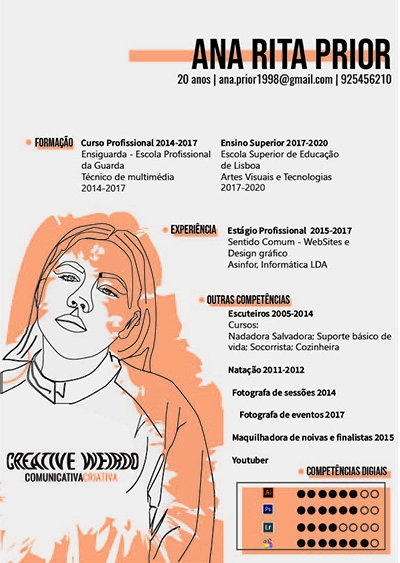 ANA RITA PRIOR
20 anos | ana.prior1998@gmail.com | 925456210
FORMAÇÃO
Curso Profissional 2014-2017
Ensiguarda - Escola Profissional
da Guarda
Técnico de multimédia
2014-2017
Ensino Superior 2017-2020
Escola Superior de Educação
de Lisboa
Artes Visuais e Tecnologias
2017-2020
EXPERIÊNCIA
Estágio Profissional 2015-2017
Sentido Comum - WebSites e
Design gráfico
Asinfor, Informática LDA
OUTRAS COMPETÊNCIAS
Escuteiros 2005-2014
Cursos:
Nadadora Salvadora; Suporte básico de
vida; Socorrista; Cozinheira
Natação 2011-2012
Fotografa de sessões 2014
Fotografa de eventos 2017
Maquilhadora de noivas e finalistas 2015
Youtuber
CREATIVE WEIRDO
COMUNICATIVACRIATIVA
COMPETÊNCIAS DIGIAIS
Ai
Ps
Lr